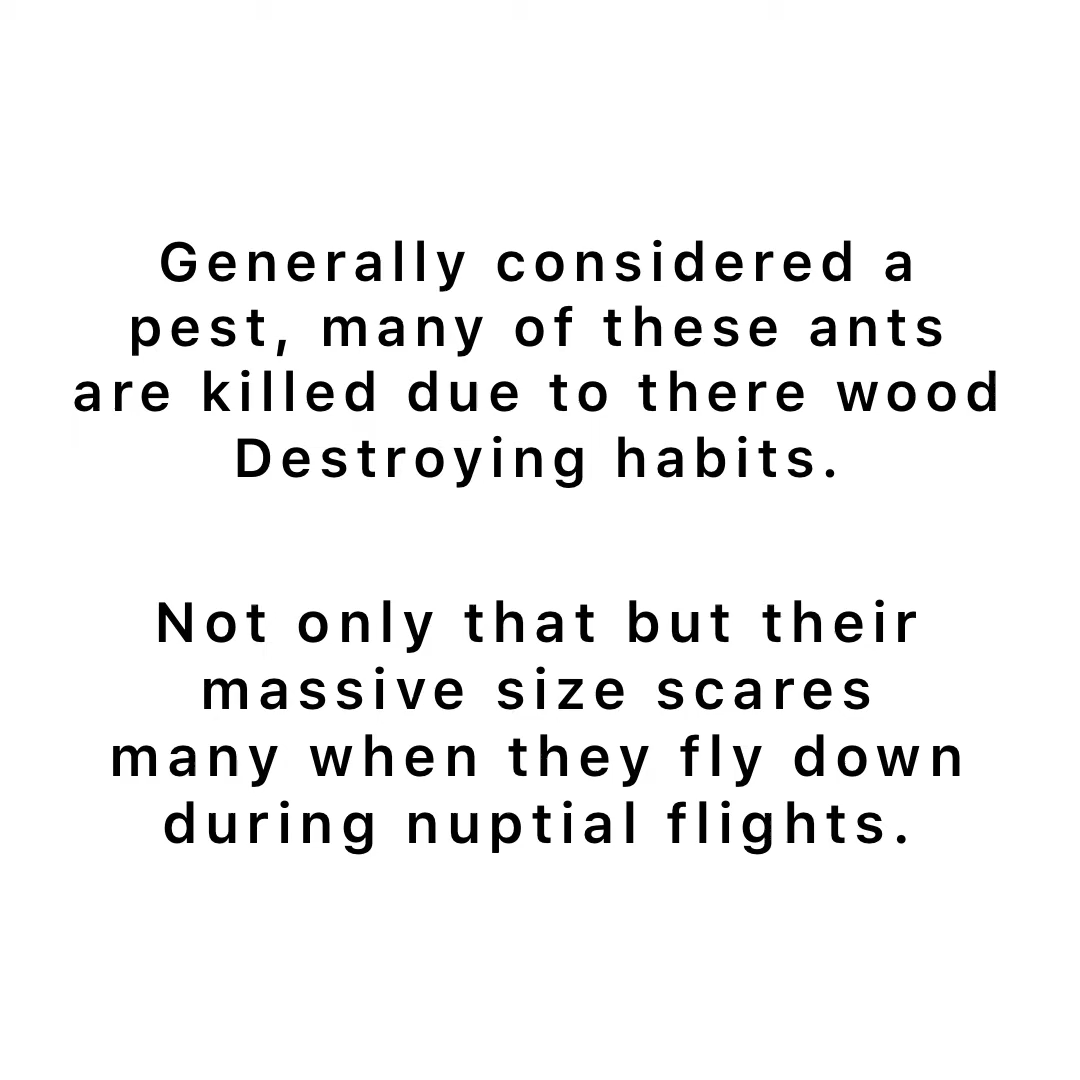 Generally considered a
pest, many of these ants
are killed due to there wood
Destroying habits.
Not only that but their
massive size scares
many when they fly down
during nuptial flights.